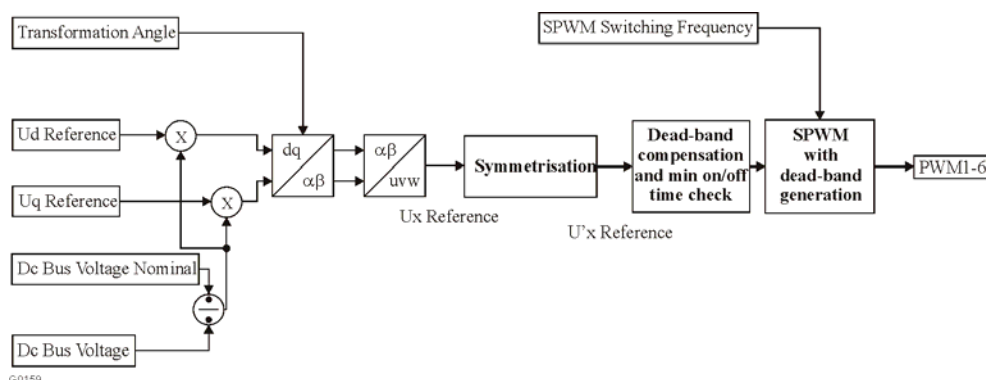 Transformation Angle
SPWM Switching Frequency
Ud Reference
X
dq
αβ
αβ
uvw
Symmetrisation
Dead-band
compensation
and min on/off
time check
SPWM
with
dead-band
generation
PWM1-6
Uq Reference
X
Ux Reference
U'x Reference
Dc Bus Voltage Nominal
Dc Bus Voltage
G0159